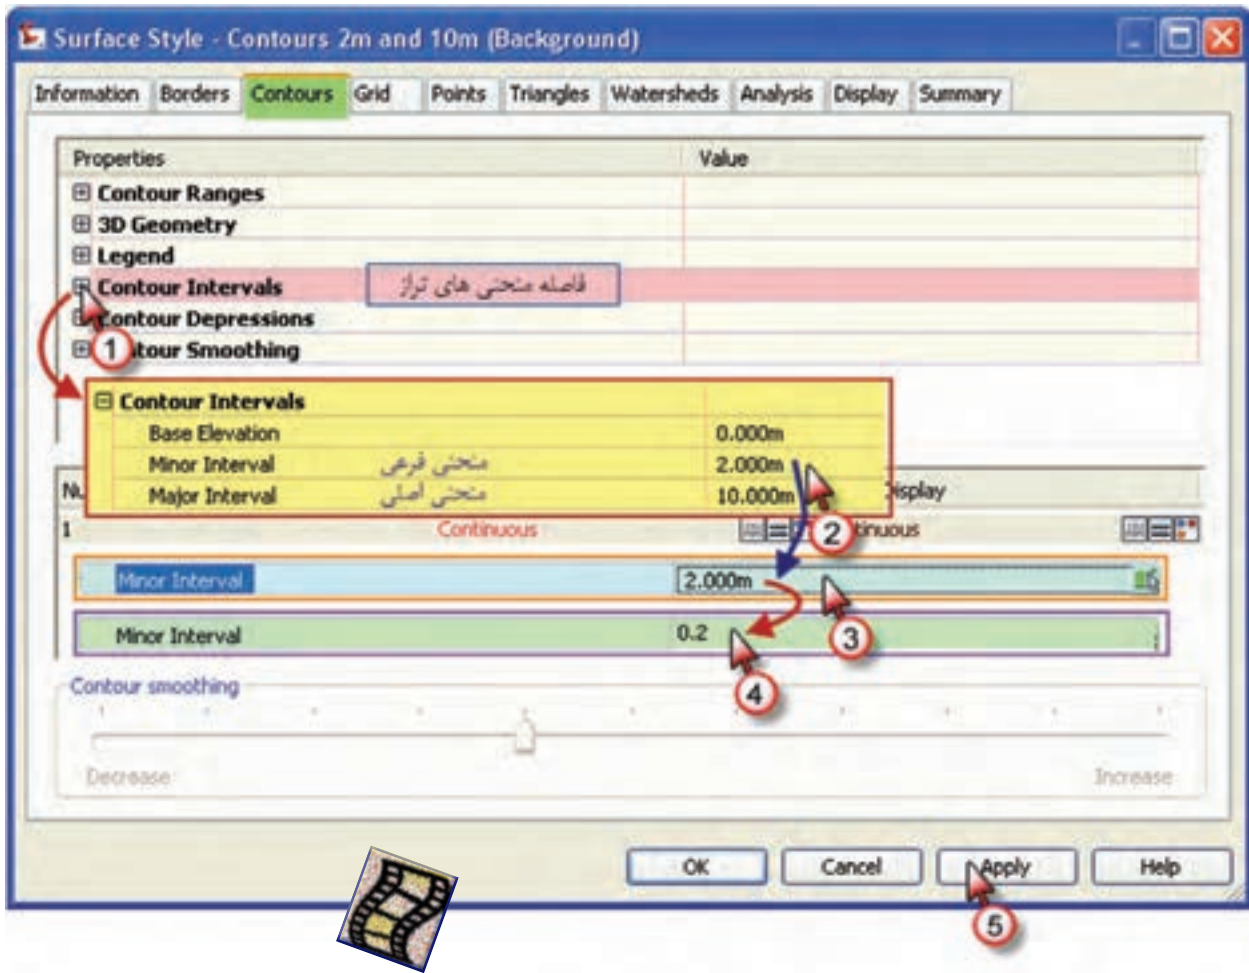 Surface Style - Contours 2m and 10m (Background)
Information Borders Contours Grid Points Triangles Watersheds Analysis Display Summary
Properties Value
Contour Ranges
3D Geometry
Legend
Contour Intervals فاصله منحنی های تراز
Contour Depressions
1 tour Smoothing
Contour Intervals
Base Elevation 0.000m
Minor Interval منحنی فرعی 2.000m
Major Interval منحنی اصلی 10.000m
1 Continuous 2 tinuous
Minor Interval 2.000m
3
Minor Interval 0.2
4
Contour smoothing
Decrease Increase
OK Cancel Apply Help
5